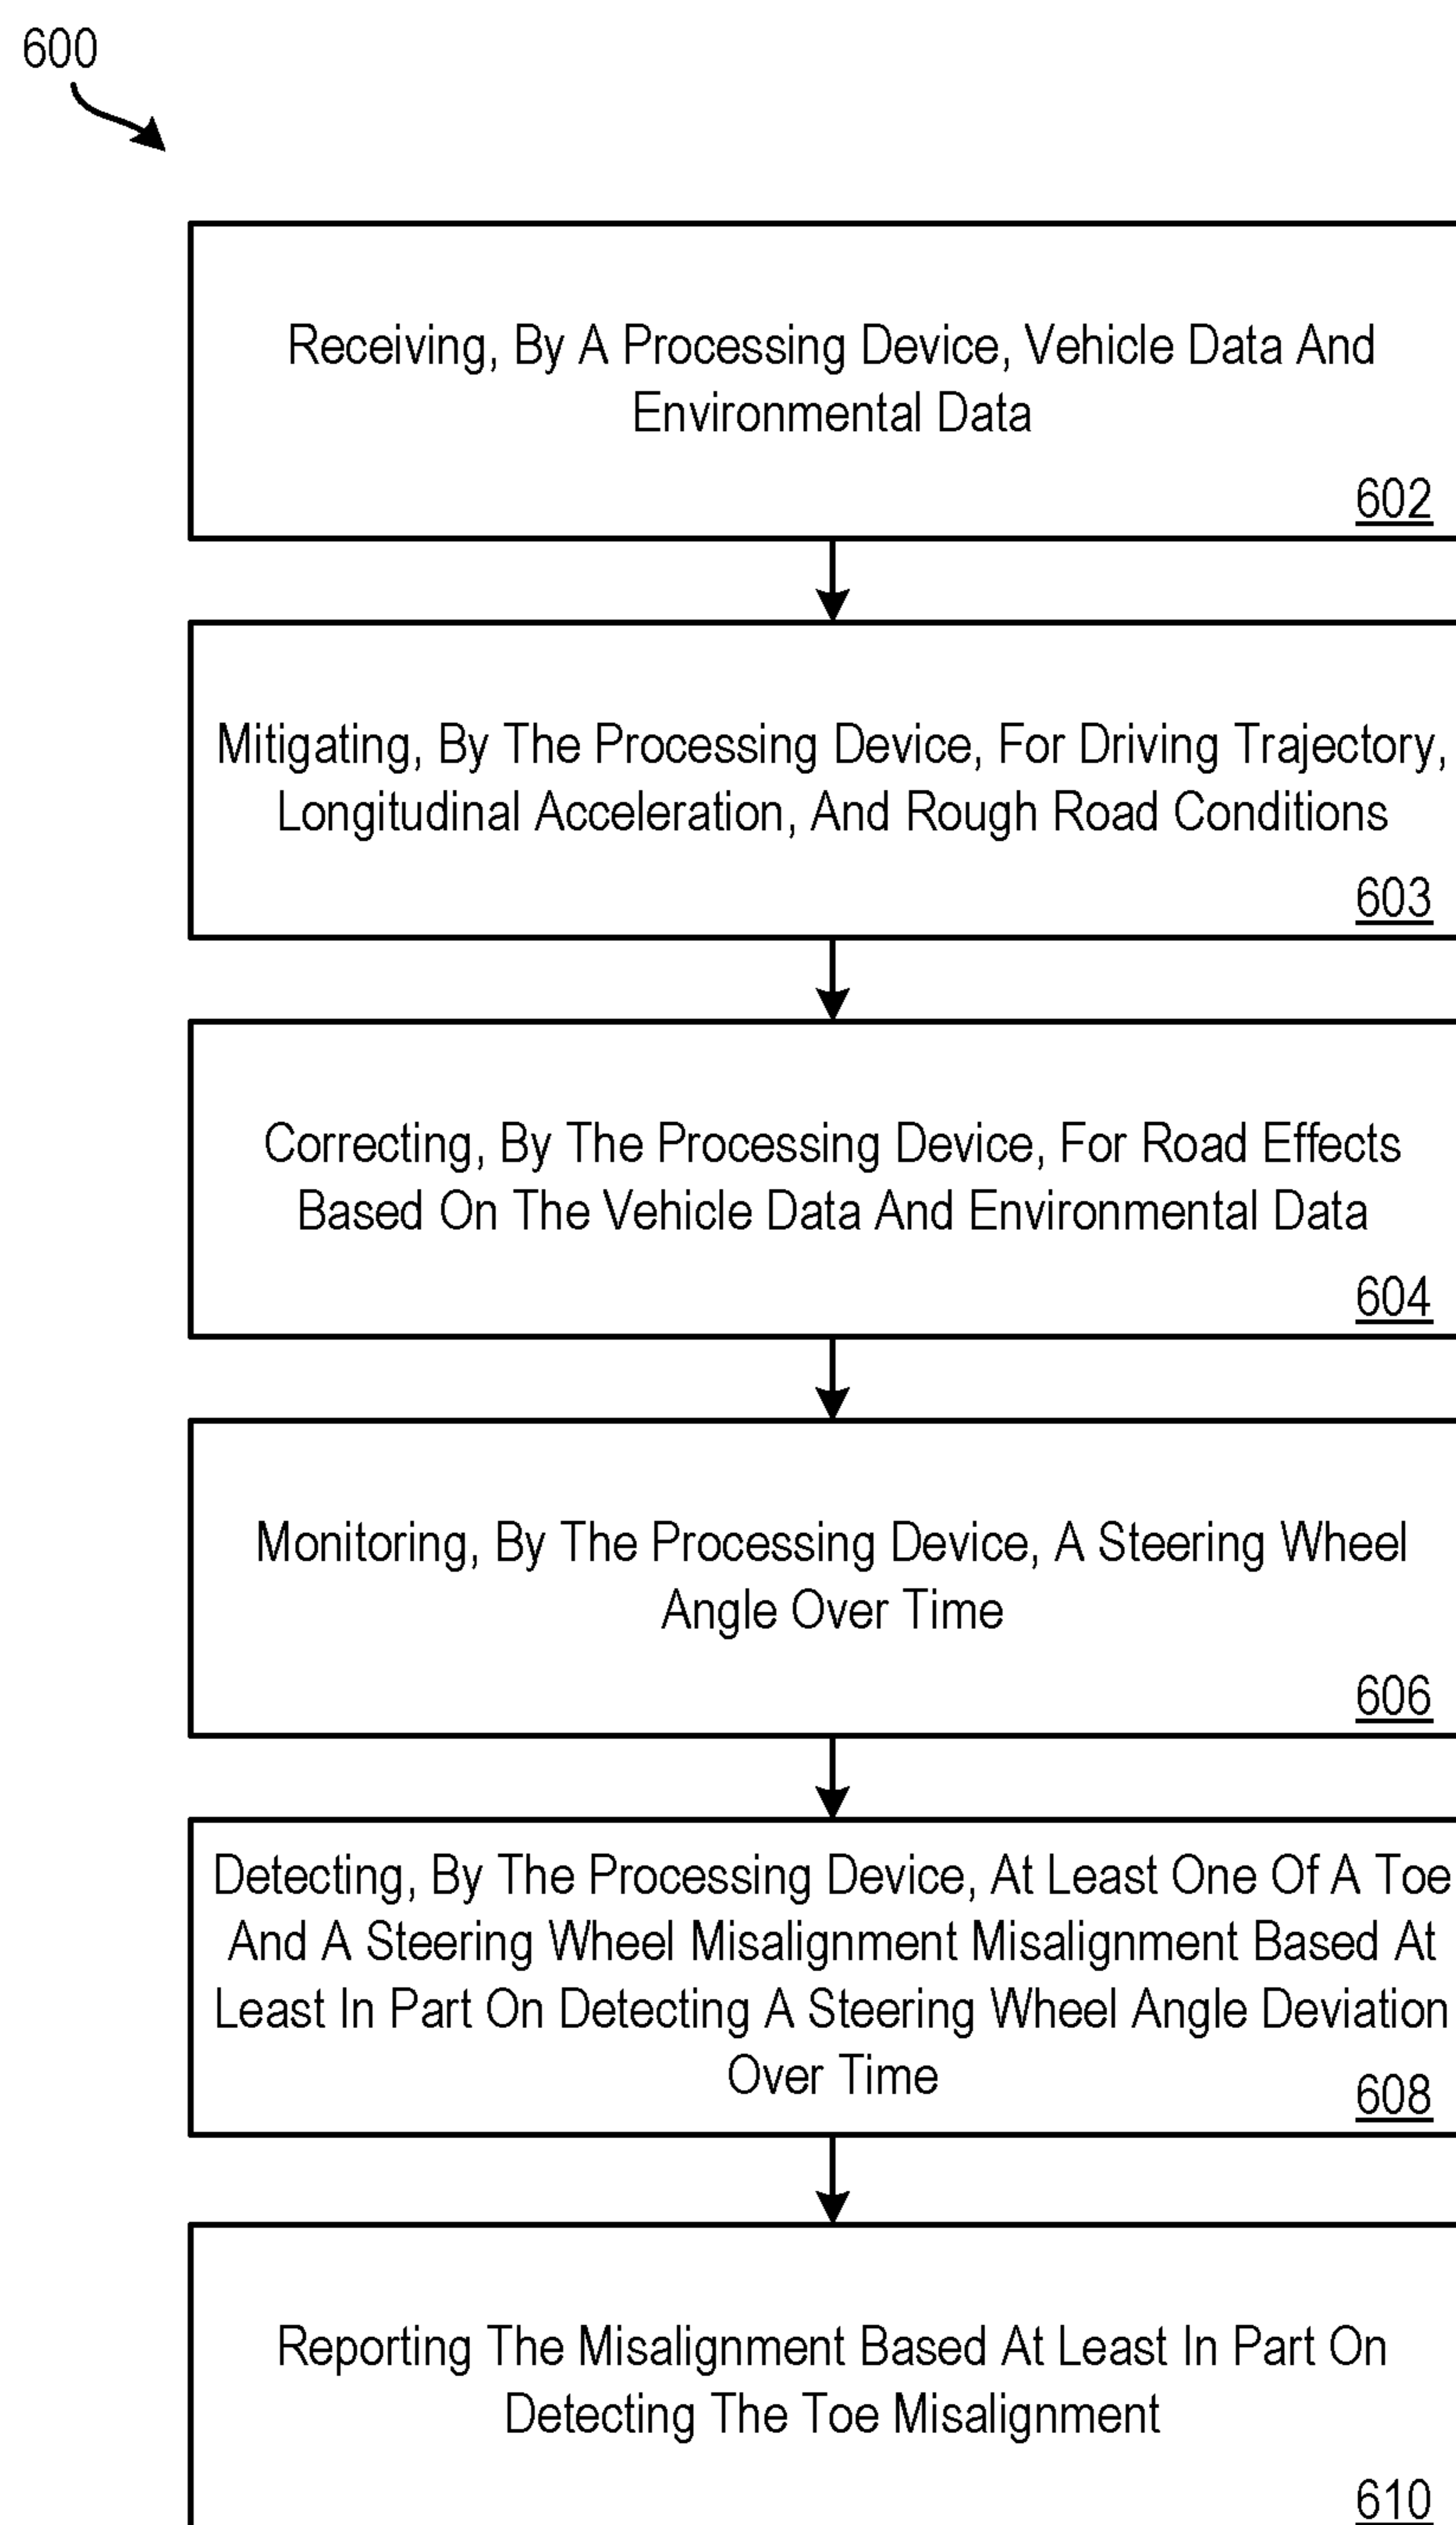 600
Receiving, By A Processing Device, Vehicle Data And
Environmental Data
602
Mitigating, By The Processing Device, For Driving Trajectory,
Longitudinal Acceleration, And Rough Road Conditions
603
Correcting, By The Processing Device, For Road Effects
Based On The Vehicle Data And Environmental Data
604
Monitoring, By The Processing Device, A Steering Wheel
Angle Over Time
606
Detecting, By The Processing Device, At Least One Of A Toe
And A Steering Wheel Misalignment Misalignment Based At
Least In Part On Detecting A Steering Wheel Angle Deviation
Over Time
608
Reporting The Misalignment Based At Least In Part On
Detecting The Toe Misalignment
610